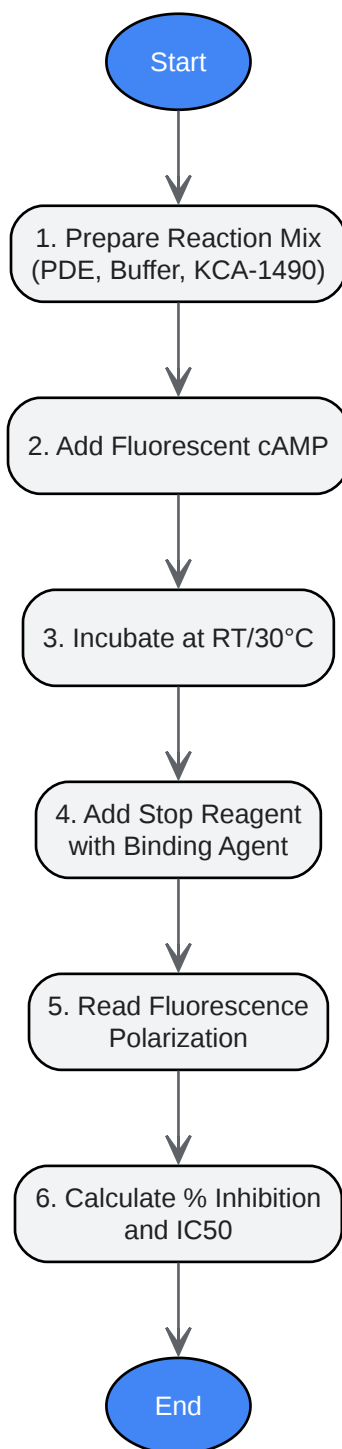 Start
1. Prepare Reaction Mix
(PDE, Buffer, KCA-1490)
2. Add Fluorescent cAMP
3. Incubate at RT/30°C
4. Add Stop Reagent
with Binding Agent
5. Read Fluorescence
Polarization
6. Calculate % Inhibition
and IC50
End